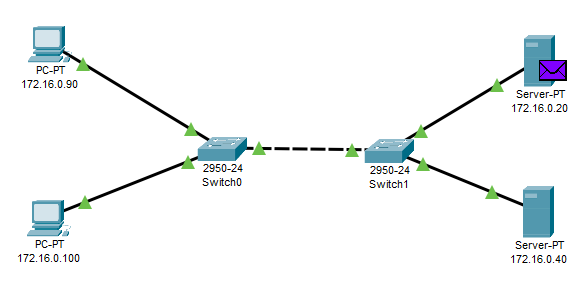 PC-PT
172.16.0.90
Server-PT
172.16.0.20
2950-24
Switch0
2950-24
Switch1
PC-PT
172.16.0.100
Server-PT
172.16.0.40